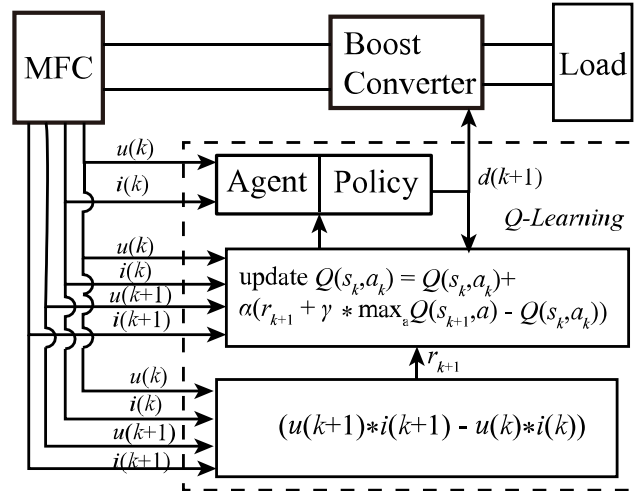 MFC
Boost
Converter
Load
u(k)
i(k)
Agent
Policy
d(k+1)
Q-Learning
u(k)
i(k)
u(k+1)
i(k+1)
update Q(sₖ,aₖ) = Q(sₖ,aₖ)+
α(rₖ₊₁ + γ * maxₐQ(sₖ₊₁,a) - Q(sₖ,aₖ))
rₖ₊₁
u(k)
i(k)
u(k+1)
i(k+1)
(u(k+1)*i(k+1) - u(k)*i(k))